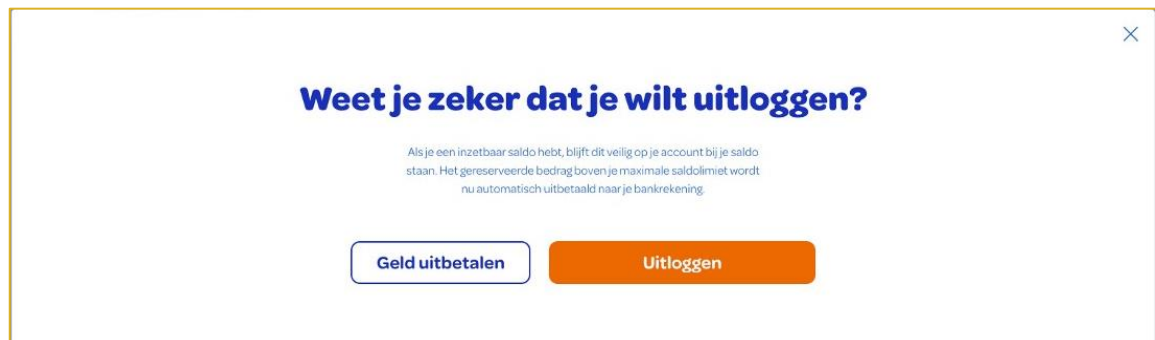 Weet je zeker dat je wilt uitloggen?
Als je een inzetbaar saldo hebt, blijft dit veilig op je account bij je saldo
staan. Het gereserveerde bedrag boven je maximale saldolimiet wordt
nu automatisch uitbetaald naar je bankrekening.
Geld uitbetalen
Uitloggen